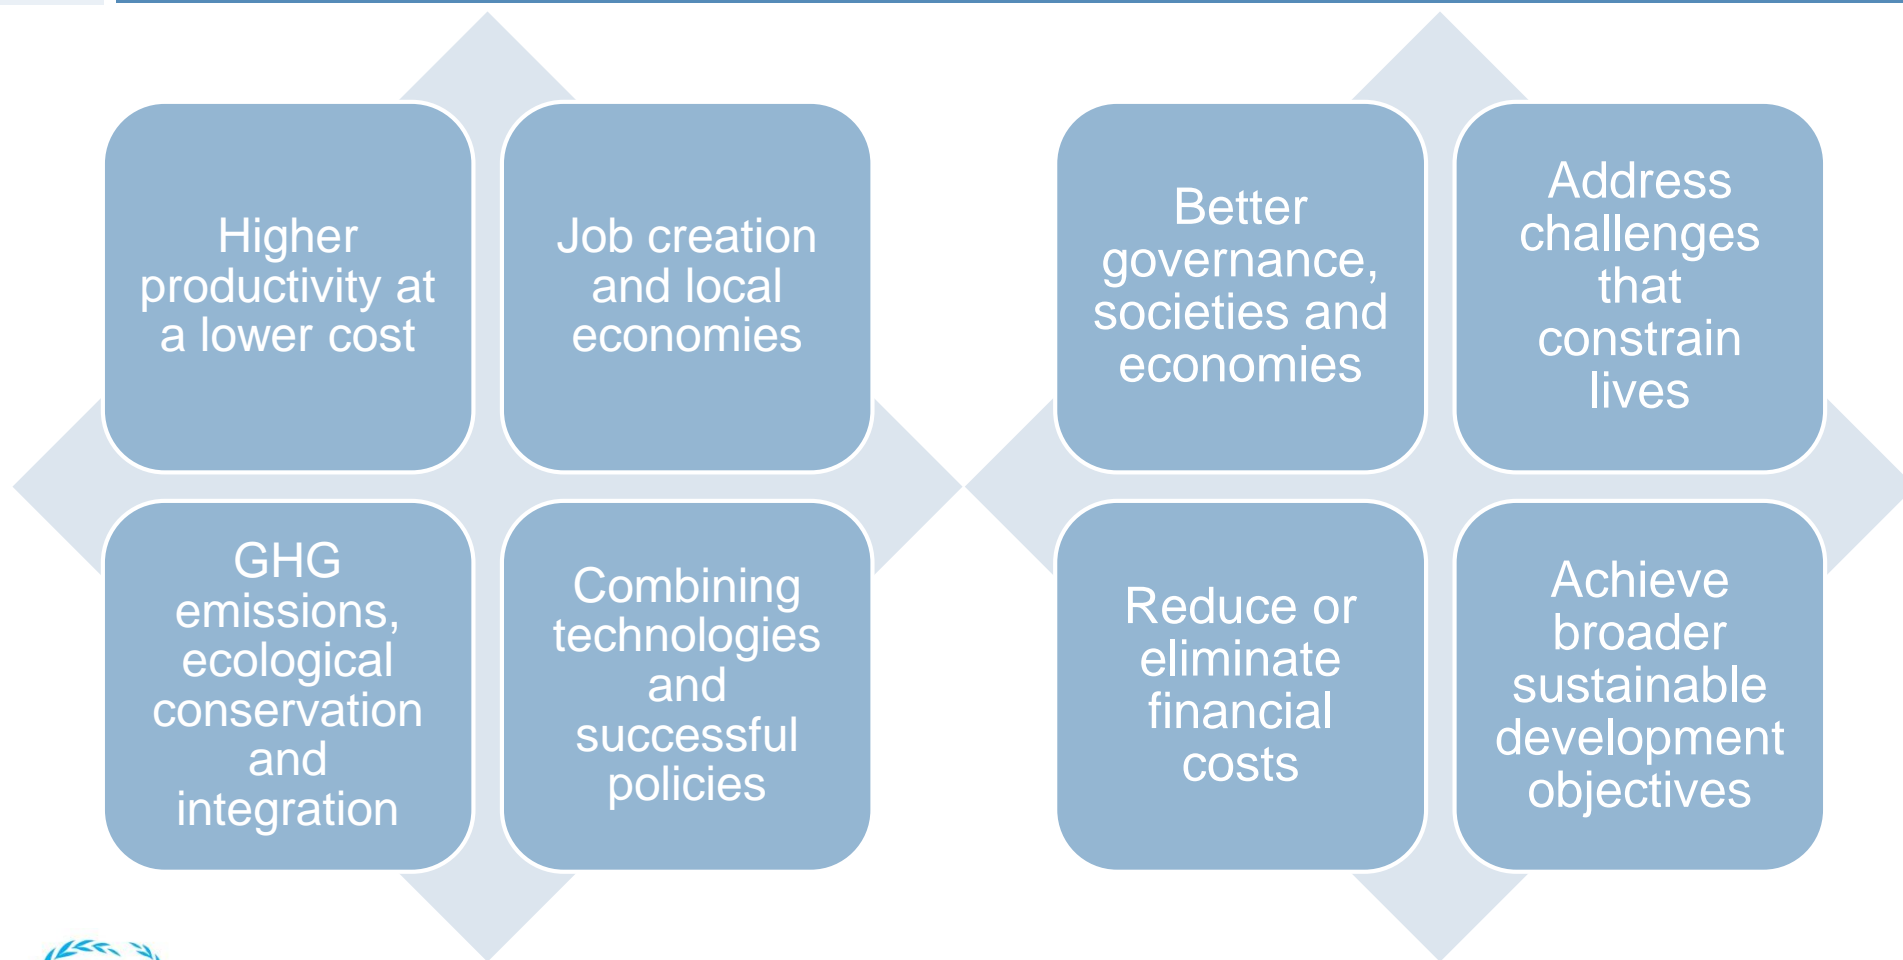 Higher
productivity at
a lower cost
Job creation
and local
economies
GHG
emissions,
ecological
conservation
and
integration
Combining
technologies
and
successful
policies
Better
governance,
societies and
economies
Address
challenges
that
constrain
lives
Reduce or
eliminate
financial
costs
Achieve
broader
sustainable
development
objectives